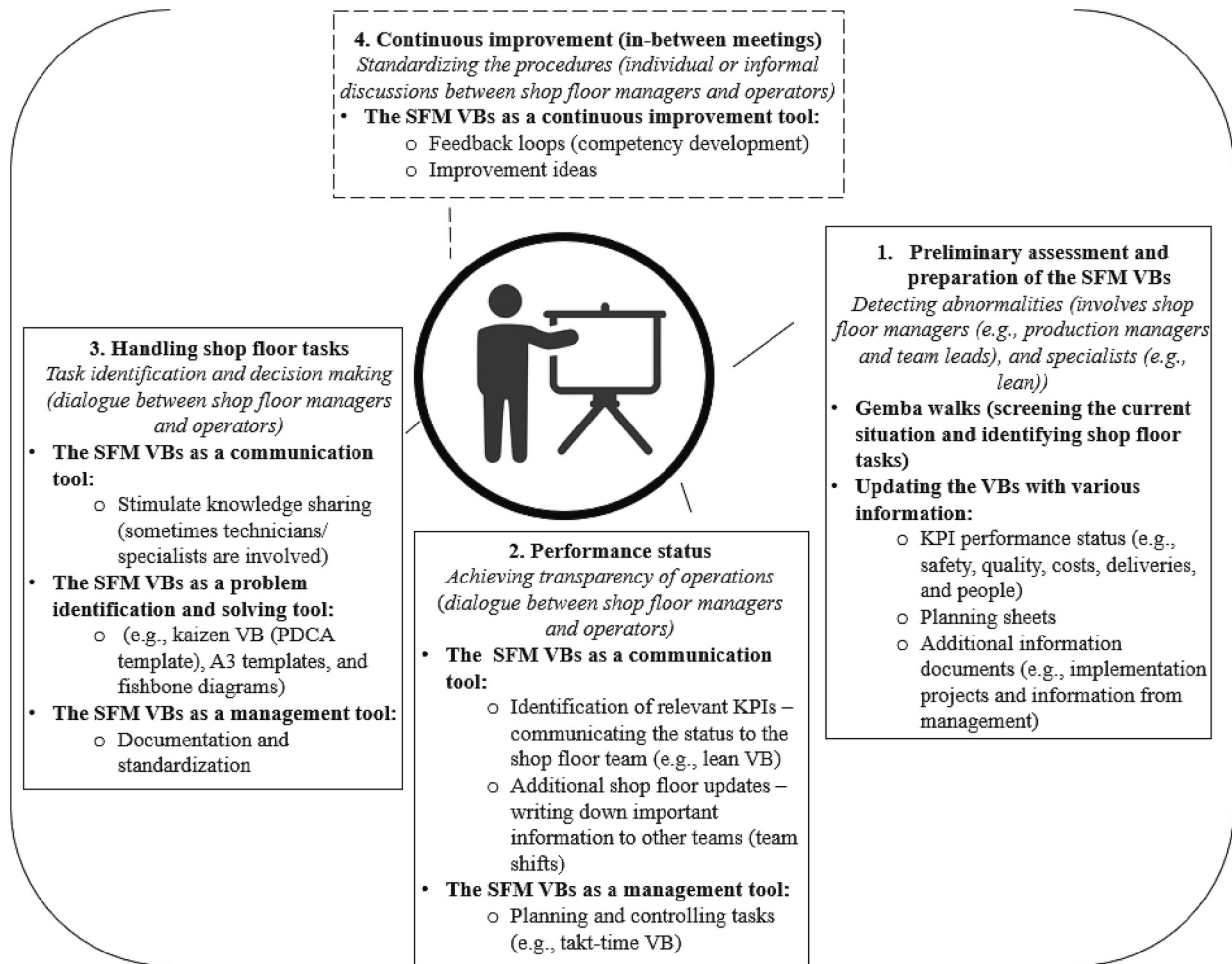 4. Continuous improvement (in-between meetings)
Standardizing the procedures (individual or informal
discussions between shop floor managers and operators)
• The SFM VBs as a continuous improvement tool:
o Feedback loops (competency development)
o Improvement ideas
1. Preliminary assessment and
preparation of the SFM VBs
Detecting abnormalities (involves shop
floor managers (e.g., production managers
and team leads), and specialists (e.g.,
lean))
• Gemba walks (screening the current
situation and identifying shop floor
tasks)
• Updating the VBs with various
information:
o KPI performance status (e.g.,
safety, quality, costs, deliveries,
and people)
o Planning sheets
o Additional information
documents (e.g., implementation
projects and information from
management)
2. Performance status
Achieving transparency of operations
(dialogue between shop floor managers
and operators)
• The SFM VBs as a communication
tool:
o Identification of relevant KPIs –
communicating the status to the
shop floor team (e.g., lean VB)
o Additional shop floor updates –
writing down important
information to other teams (team
shifts)
• The SFM VBs as a management tool:
o Planning and controlling tasks
(e.g., takt-time VB)
3. Handling shop floor tasks
Task identification and decision making
(dialogue between shop floor managers
and operators)
• The SFM VBs as a communication
tool:
o Stimulate knowledge sharing
(sometimes technicians/
specialists are involved)
• The SFM VBs as a problem
identification and solving tool:
o (e.g., kaizen VB (PDCA
template), A3 templates, and
fishbone diagrams)
• The SFM VBs as a management tool:
o Documentation and
standardization